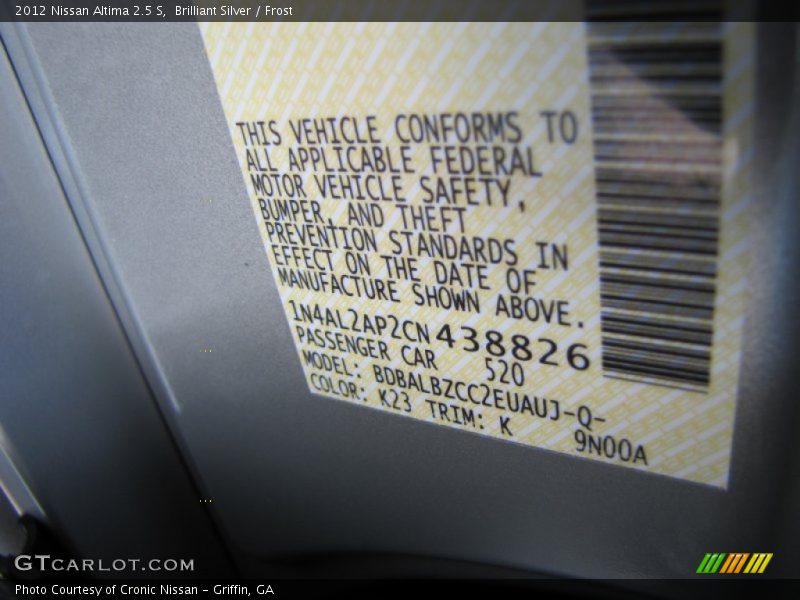 2012 Nissan Altima 2.5 S,  Brilliant Silver / Frost
THIS VEHICLE CONFORMS TO
ALL APPLICABLE FEDERAL
MOTOR VEHICLE SAFETY,
BUMPER, AND THEFT
PREVENTION STANDARDS IN
EFFECT ON THE DATE OF
MANUFACTURE SHOWN ABOVE.
1N4AL2AP2CN438826
PASSENGER CAR 520
MODEL: BDBALBZCC2EUAUJ-Q-
COLOR: K23 TRIM: K 9N00A
GTCARLOT.COM
Photo Courtesy of Cronic Nissan - Griffin, GA